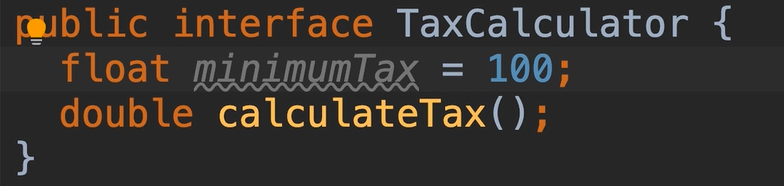 public interface TaxCalculator {
float minimumTax = 100;
double calculateTax();
}